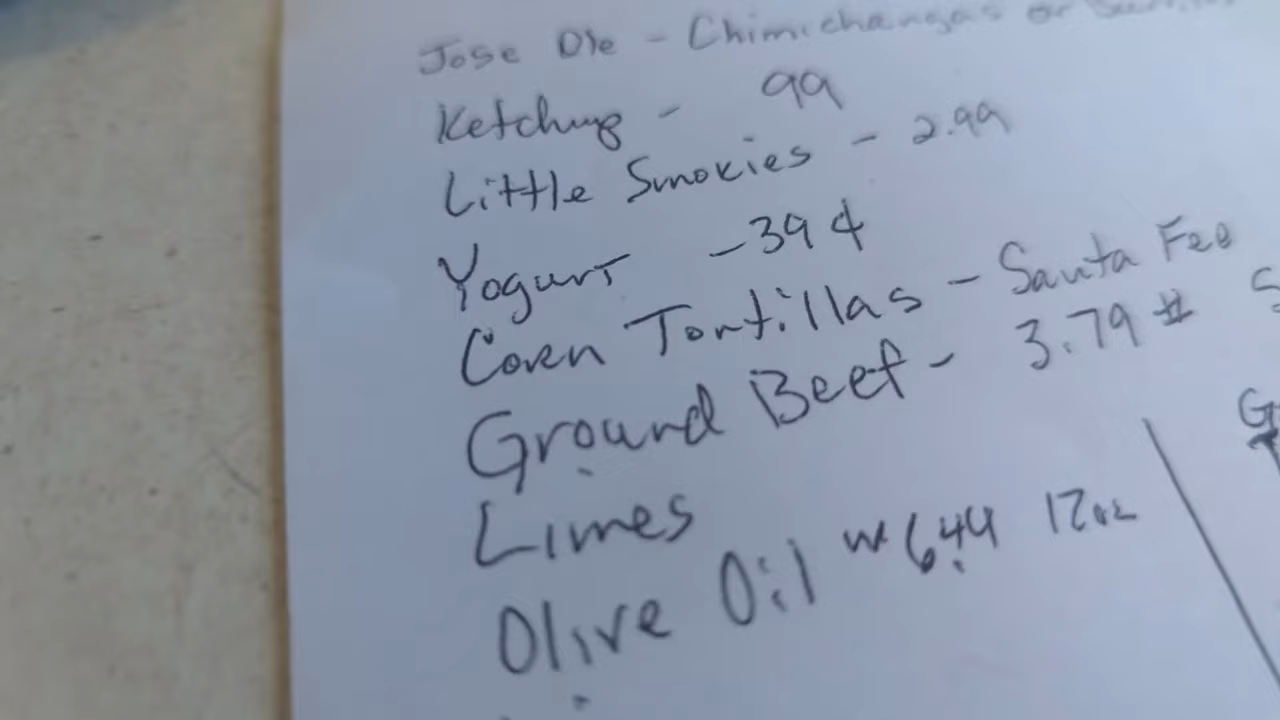 Jose Ole - Chimichangas or
Ketchup - 99
Little Smokies - 2.99
Yogurt - 39 ¢
Corn Tortillas - Santa Fee
Ground Beef - 3.79 #
Limes
Olive Oil 6.44 12oz